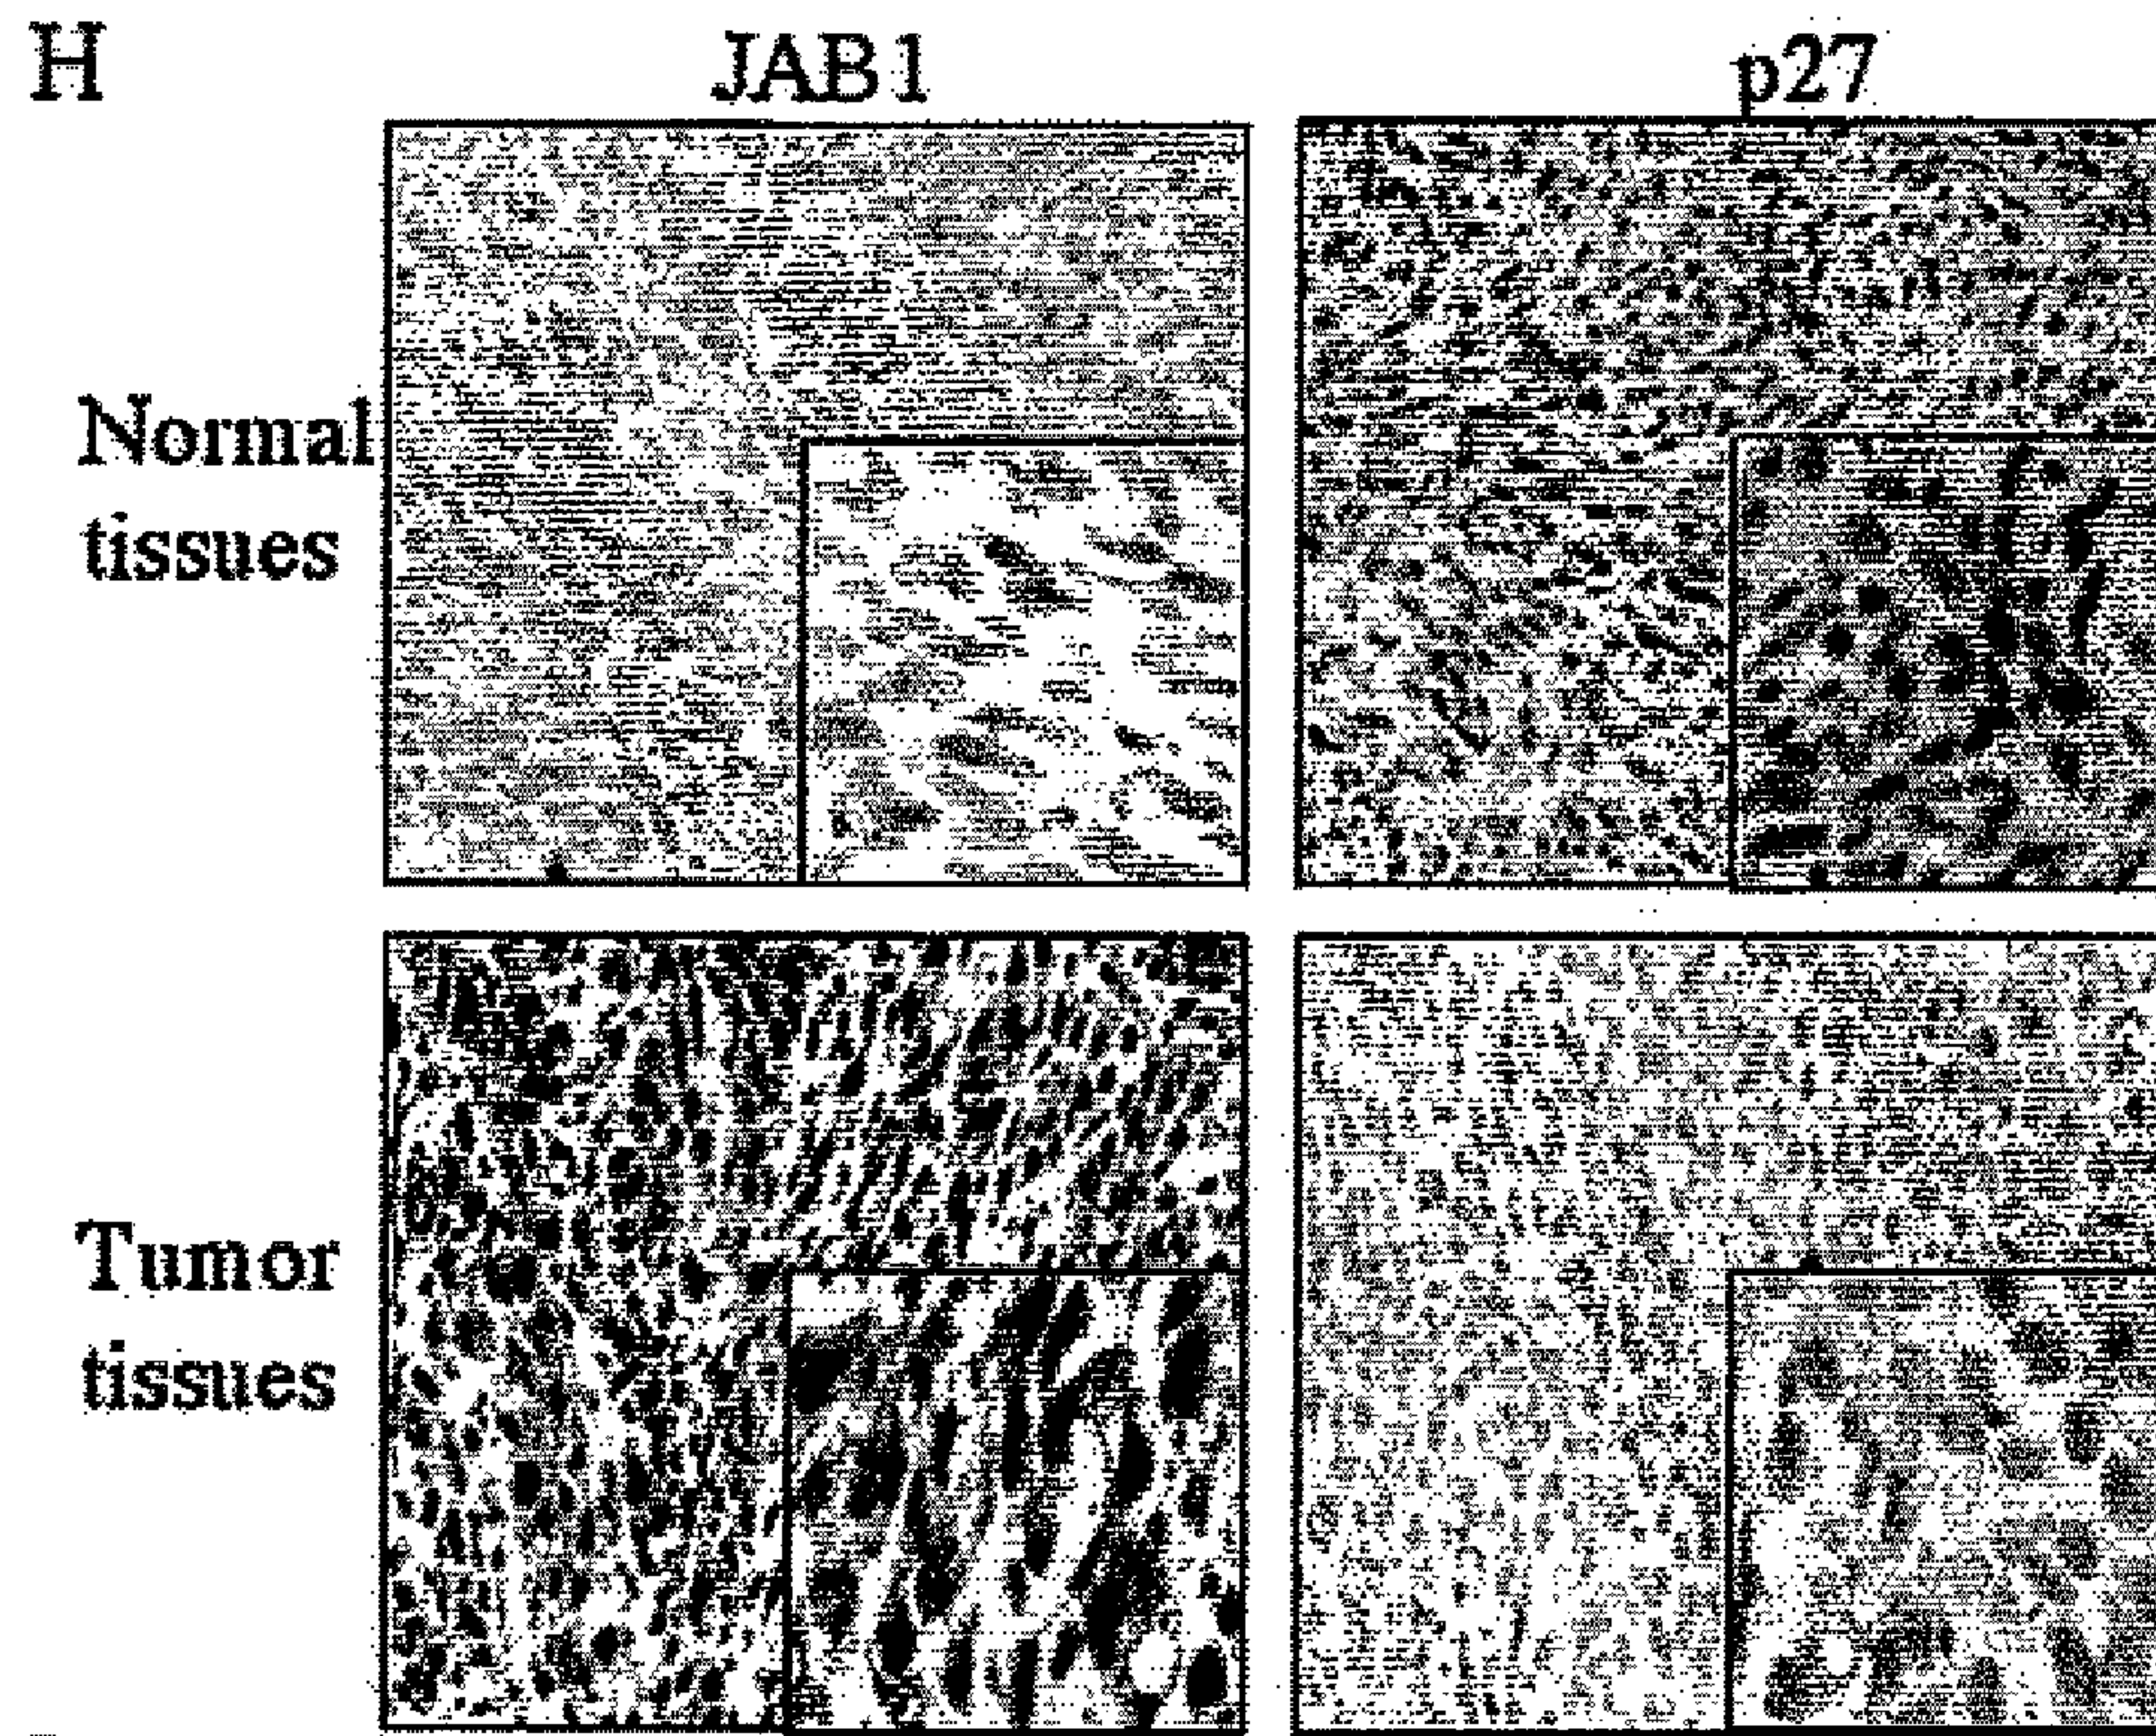 H
JAB1
p27
Normal
tissues
Tumor
tissues